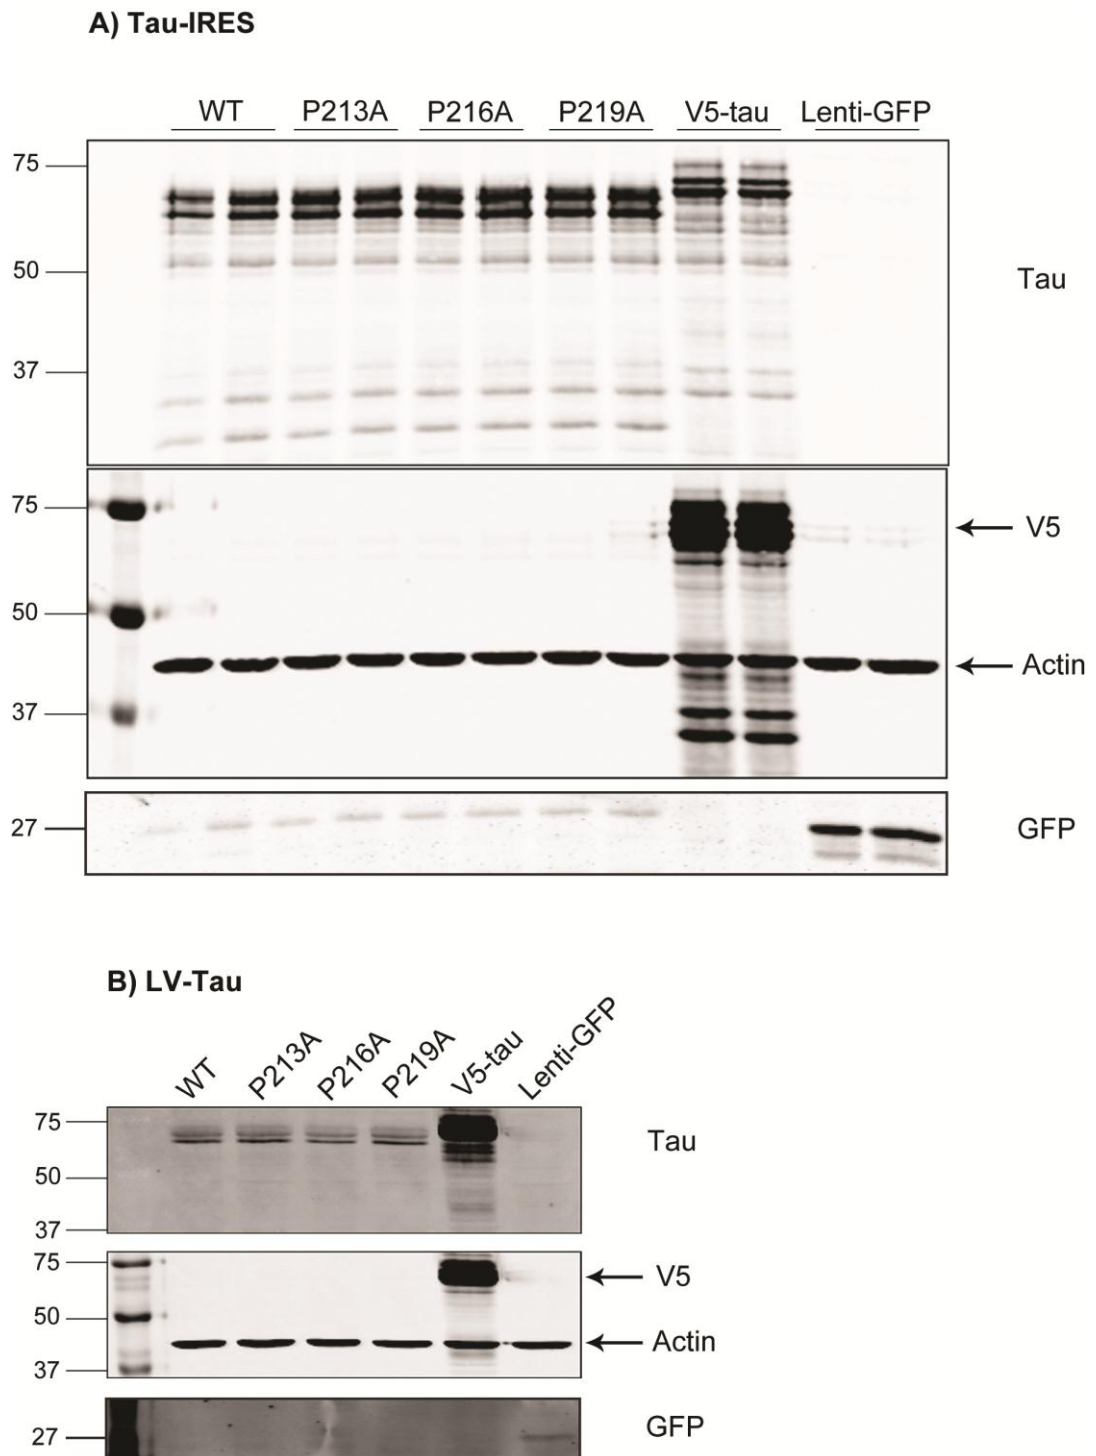 A) Tau-IRES
WT P213A P216A P219A V5-tau Lenti-GFP
75
50
37
Tau
75
50
37
V5
Actin
27
GFP
B) LV-Tau
WT P213A P216A P219A V5-tau Lenti-GFP
75
50
37
Tau
75
50
37
V5
Actin
27
GFP